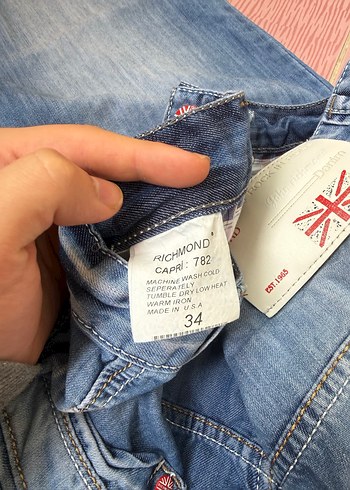 RICHMOND
CAPRI: 782
MACHINE WASH COLD
SEPERATELY
TUMBLE DRY LOW HEAT
WARM IRON
MADE IN U.S.A
34
EST.1965